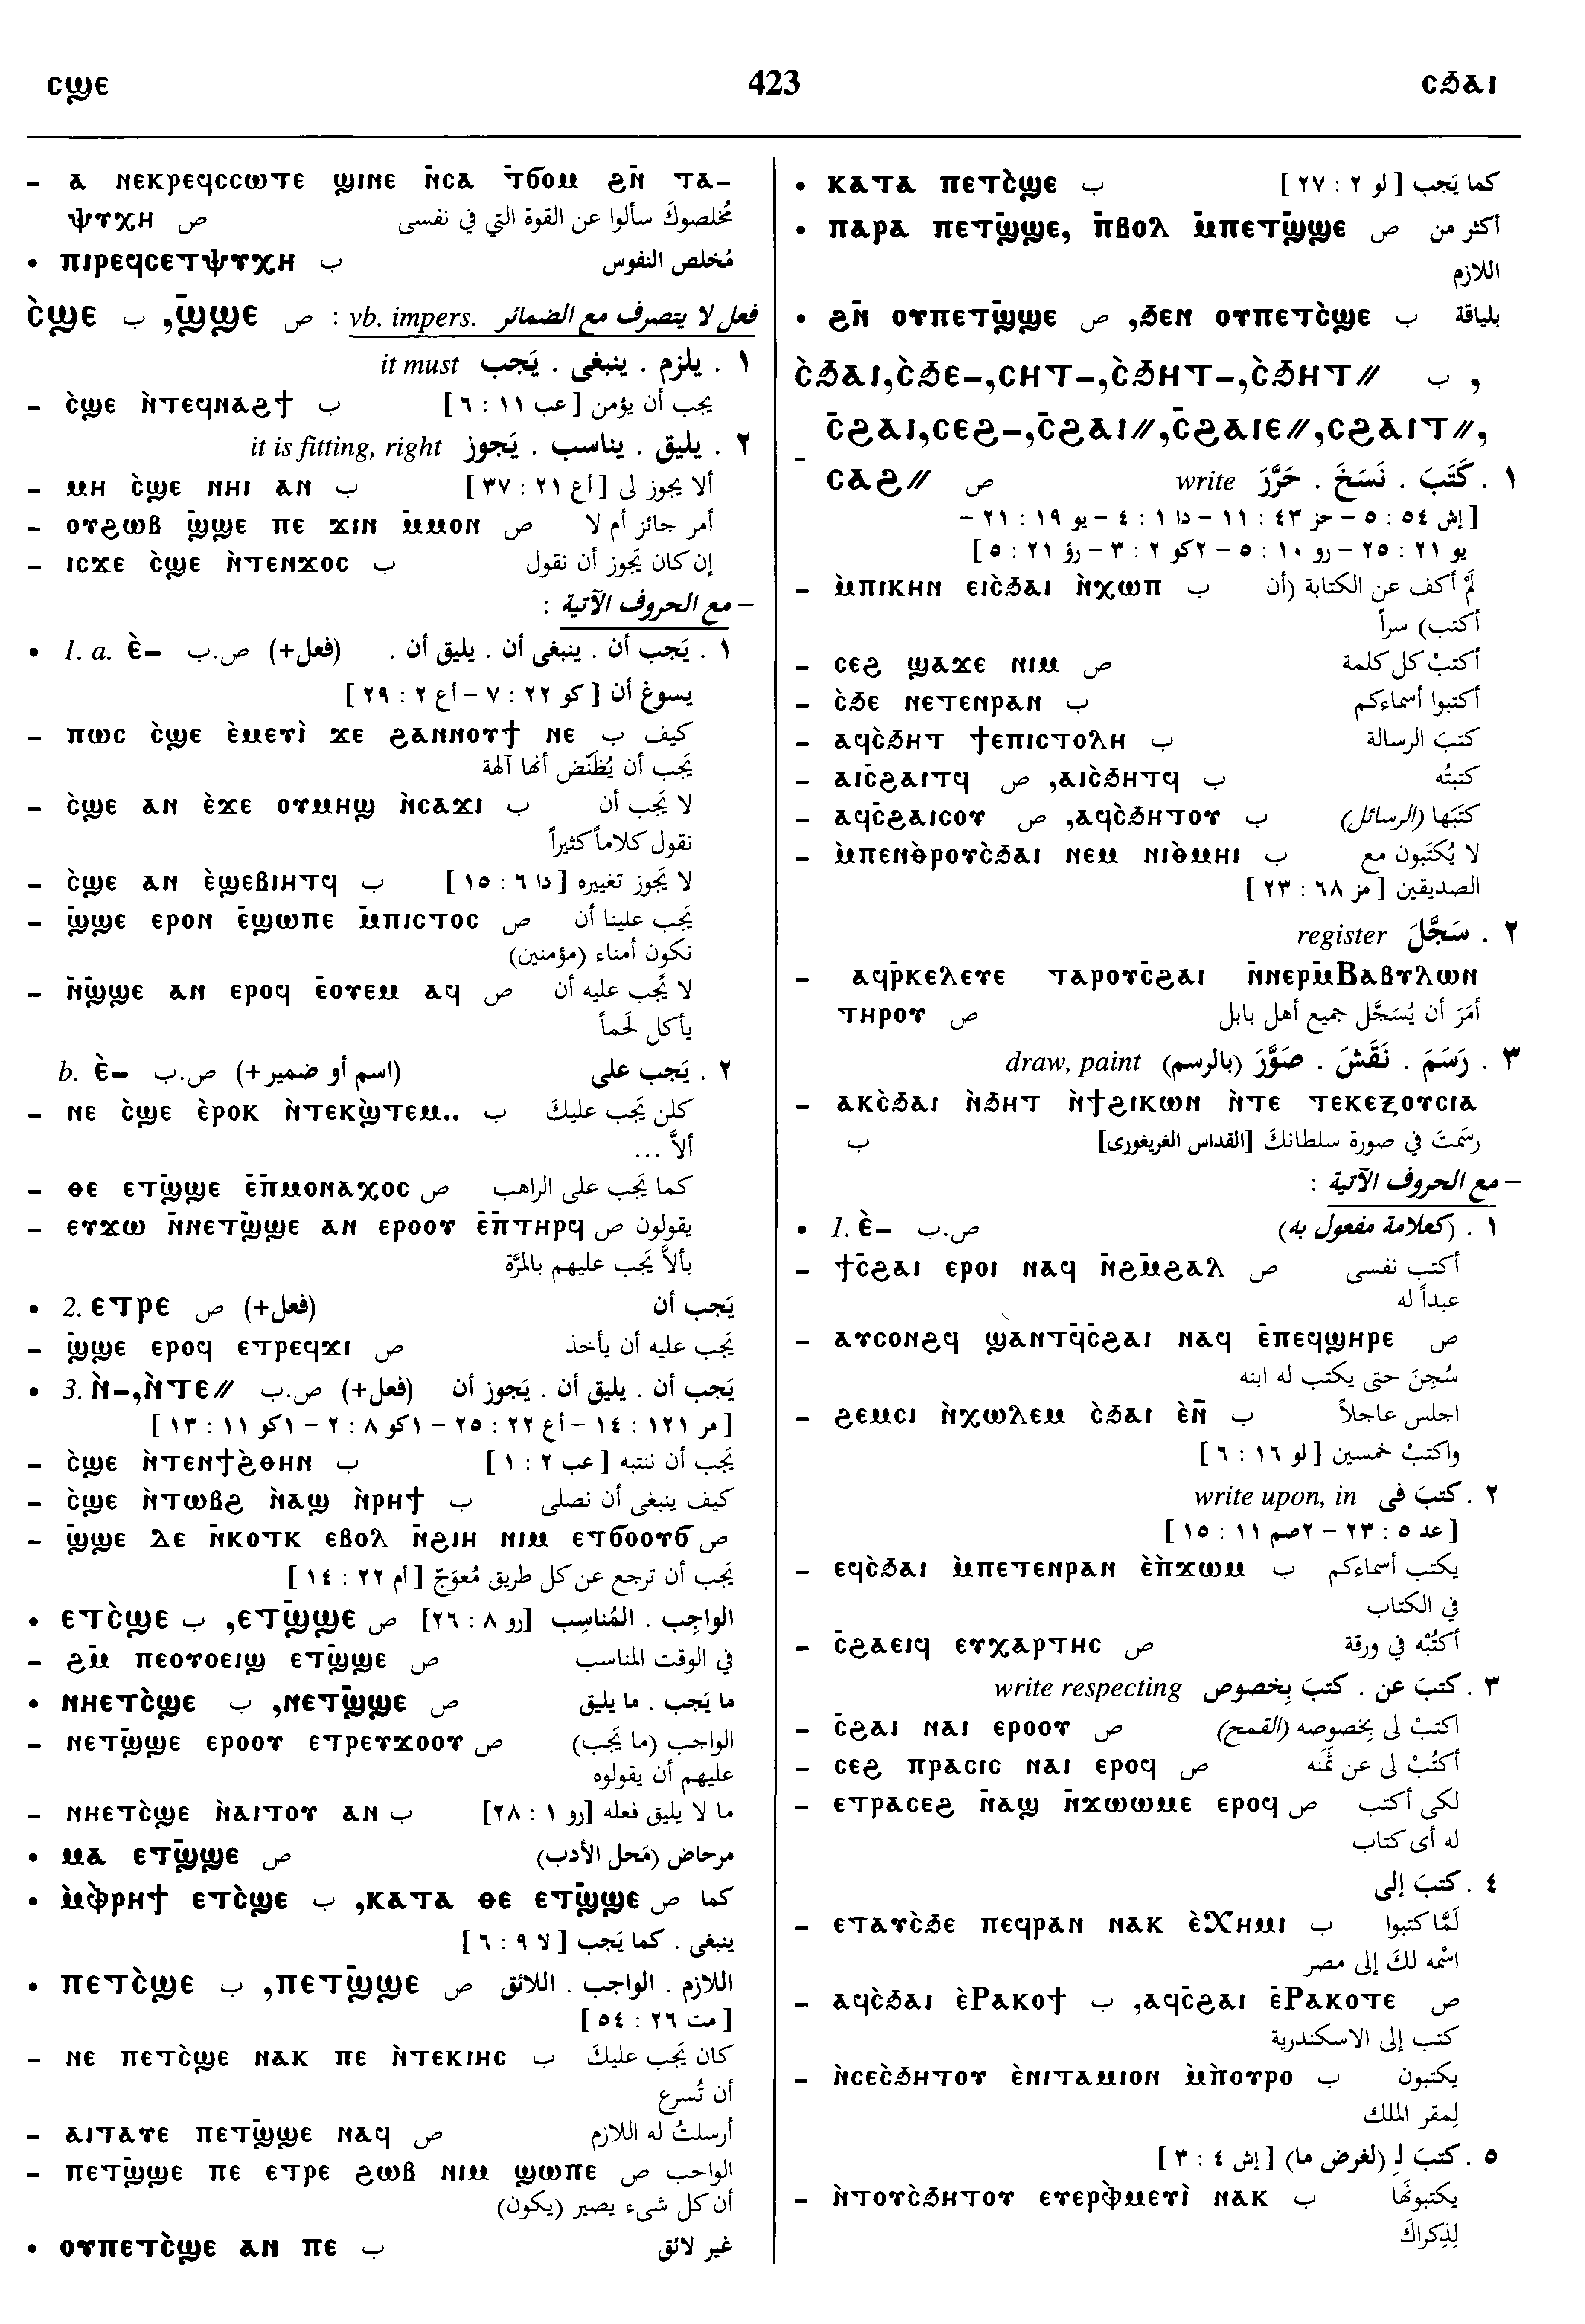 ⲥϣⲉ 423 ⲥϧⲁⲓ
– ⲁ ⲛⲉⲕⲣⲉϥⲥⲥⲱⲧⲉ ϣⲓⲛⲉ ⲛ̄ⲥⲁ ⲧ̄ϭⲟⲙ ϩⲛ̄ ⲧⲁ-
ⲯⲩⲭⲏ ص مُخلصوكَ سألوا عن القوة التي في نفسى
• ⲡⲓⲣⲉϥⲥⲉⲧⲯⲩⲭⲏ ب مُخلص النفوس
ⲥ̀ϣⲉ ب ,ϣ̄ϣⲉ ص : vb. impers. فعل لا يتصرف مع الضمائر
١ . يلزم . ينبغى . يَجب it must
– ⲥ̀ϣⲉ ⲛ̀ⲧⲉϥⲛⲁϩϯ ب يجب أن يؤمن [عب ١١ : ٦]
٢ . يليق . يناسب . يَجوز it is fitting, right
– ⲙⲏ ⲥ̀ϣⲉ ⲛⲏⲓ ⲁⲛ ب ألا يجوز لى [أع ٢١ : ٣٧]
– ⲟⲩϩⲱⲃ ϣ̄ϣⲉ ⲡⲉ ϫⲓⲛ ⲙ̄ⲙⲟⲛ ص أمر جائز أم لا
– ⲓⲥϫⲉ ⲥ̀ϣⲉ ⲛ̀ⲧⲉⲛϫⲟⲥ ب إن كان يَجوز أن نقول
– مع الحروف الآتية :
• 1. a. ⲉ̀– ص.ب (فعل+) ١ . يَجب أن . ينبغى أن . يليق أن .
يسوغ أن [كو ٢٢ : ٧ – أع ٢ : ٢٩]
– ⲡⲱⲥ ⲥ̀ϣⲉ ⲉ̀ⲙⲉⲩⲓ̀ ϫⲉ ϩⲁⲛⲛⲟⲩϯ ⲛⲉ ب كيف
يَجب أن يُظنّض أنها آلهة
– ⲥ̀ϣⲉ ⲁⲛ ⲉ̀ϫⲉ ⲟⲩⲙⲏϣ ⲛ̀ⲥⲁϫⲓ ب لا يَجب أن
نقول كلاماً كثيراً
– ⲥ̀ϣⲉ ⲁⲛ ⲉ̀ϣⲉⲃⲓⲏⲧϥ ب لا يَجوز تغييره [دا ٦ : ١٥]
– ϣ̄ϣⲉ ⲉⲣⲟⲛ ⲉ̄ϣⲱⲡⲉ ⲙ̄ⲡⲓⲥⲧⲟⲥ ص يَجب علينا أن
نكون أمناء (مؤمنين)
– ⲛ̄ϣ̄ϣⲉ ⲁⲛ ⲉⲣⲟϥ ⲉ̄ⲟⲩⲉⲙ ⲁϥ ص لا يَجب عليه أن
يأكل لَحماً
b. ⲉ̀– ص.ب (اسم أو ضمير+) ٢ . يَجب على
– ⲛⲉ ⲥ̀ϣⲉ ⲉ̀ⲣⲟⲕ ⲛ̀ⲧⲉⲕϣ̀ⲧⲉⲙ.. ب كلن يَجب عليكَ
ألاَّ ...
– ⲑⲉ ⲉⲧϣ̄ϣⲉ ⲉ̄ⲡ̄ⲙⲟⲛⲁⲭⲟⲥ ص كما يَجب على الراهب
– ⲉⲩϫⲱ ⲛ̄ⲛⲉⲧϣ̄ϣⲉ ⲁⲛ ⲉⲣⲟⲟⲩ ⲉ̄ⲡ̄ⲧⲏⲣϥ ص يقولون
بألاَّ يَجب عليهم بالمرَّة
• 2. ⲉⲧⲣⲉ ص (فعل+) يَجب أن
– ϣ̄ϣⲉ ⲉⲣⲟϥ ⲉⲧⲣⲉϥϫⲓ ص يَجب عليه أن يأخذ
• 3. ⲛ̀–,ⲛ̀ⲧⲉ// ص.ب (فعل+) يَجب أن . يليق أن . يَجوز أن
[مر ١٢١ : ١٤ – أع ٢٢ : ٢٥ – ١كو ٨ : ٢ – ١كو ١١ : ١٣]
– ⲥ̀ϣⲉ ⲛ̀ⲧⲉⲛϯϩⲑⲏⲛ ب يَجب أن ننتبه [عب ٢ : ١]
– ⲥ̀ϣⲉ ⲛ̀ⲧⲱⲃϩ ⲛ̀ⲁϣ ⲛ̀ⲣⲏϯ ب كيف ينبغى أن نصلى
– ϣ̄ϣⲉ ⲇⲉ ⲛ̄ⲕⲟⲧⲕ ⲉⲃⲟⲗ ⲛ̄ϩⲓⲏ ⲛⲓⲙ ⲉⲧϭⲟⲟⲩϭ ص
يَجب أن ترجع عن كل طريق مُعوَجّ [أم ٢٢ : ١٤]
• ⲉⲧⲥ̀ϣⲉ ب ,ⲉⲧϣ̄ϣⲉ ص الواجِب . المُناسِب [رو ٨ : ٢٦]
– ϩⲙ̄ ⲡⲉⲟⲩⲟⲉⲓϣ ⲉⲧϣ̄ϣⲉ ص في الوقت المناسب
• ⲛⲏⲉⲧⲥ̀ϣⲉ ب ,ⲛⲉⲧϣ̄ϣⲉ ص ما يَجب . ما يليق
– ⲛⲉⲧϣ̄ϣⲉ ⲉⲣⲟⲟⲩ ⲉⲧⲣⲉⲩϫⲟⲟⲩ ص الواجب (ما يَجب)
عليهم أن يقولوه
– ⲛⲏⲉⲧⲥ̀ϣⲉ ⲛ̀ⲁⲓⲧⲟⲩ ⲁⲛ ب ما لا يليق فعله [رو ١ : ٢٨]
• ⲙⲁ ⲉⲧϣ̄ϣⲉ ص مرحاض (مَحل الأدب)
• ⲙ̀ⲫⲣⲏϯ ⲉⲧⲥ̀ϣⲉ ب ,ⲕⲁⲧⲁ ⲑⲉ ⲉⲧϣ̄ϣⲉ ص كما
ينبغى . كما يَجب [لا ٩ : ٦]
• ⲡⲉⲧⲥ̀ϣⲉ ب ,ⲡⲉⲧϣ̄ϣⲉ ص اللازم . الواجب . اللائق
[مت ٢٦ : ٥٤]
– ⲛⲉ ⲡⲉⲧⲥ̀ϣⲉ ⲛⲁⲕ ⲡⲉ ⲛ̀ⲧⲉⲕⲓⲏⲥ ب كان يَجب عليكَ
أن تُسرع
– ⲁⲓⲧⲁⲩⲉ ⲡⲉⲧϣ̄ϣⲉ ⲛⲁϥ ص أرسلتُ له اللازم
– ⲡⲉⲧϣ̄ϣⲉ ⲡⲉ ⲉⲧⲣⲉ ϩⲱⲃ ⲛⲓⲙ ϣⲱⲡⲉ ص الواجب
أن كل شىء يصير (يكون)
• ⲟⲩⲡⲉⲧⲥ̀ϣⲉ ⲁⲛ ⲡⲉ ب غير لائق
• ⲕⲁⲧⲁ ⲡⲉⲧⲥ̀ϣⲉ ب كما يَجب [لو ٢ : ٢٧]
• ⲡⲁⲣⲁ ⲡⲉⲧϣ̄ϣⲉ, ⲡ̄ⲃⲟⲗ ⲙ̄ⲡⲉⲧϣ̄ϣⲉ ص أكثر من
اللازم
• ϩⲛ̄ ⲟⲩⲡⲉⲧϣ̄ϣⲉ ص ,ϧⲉⲛ ⲟⲩⲡⲉⲧⲥ̀ϣⲉ ب بلياقة
ⲥ̀ϧⲁⲓ,ⲥ̀ϧⲉ–,ⲥⲏⲧ–,ⲥ̀ϧⲏⲧ–,ⲥ̀ϧⲏⲧ// ب ,
ⲥ̄ϩⲁⲓ,ⲥⲉϩ–,ⲥ̄ϩⲁⲓ//,ⲥ̄ϩⲁⲓⲉ//,ⲥϩⲁⲓⲧ//,
ⲥⲁϩ// ص ١ . كَتَبَ . نَسَخَ . حَرَّرَ write
[إش ٥٤ : ٥ – حز ٤٣ : ١١ – دا ١ : ٤ – يو ١٩ : ٢١ –
يو ٢١ : ٢٥ – رو ١٠ : ٥ – ٢كو ٢ : ٣ – رؤ ٢١ : ٥]
– ⲙ̀ⲡⲓⲕⲏⲛ ⲉⲓⲥ̀ϧⲁⲓ ⲛ̀ⲭⲱⲡ ب لَمْ أكف عن الكتابة (أن
أكتب) سراً
– ⲥⲉϩ ϣⲁϫⲉ ⲛⲓⲙ ص أكتبْ كل كلمة
– ⲥ̀ϧⲉ ⲛⲉⲧⲉⲛⲣⲁⲛ ب أكتبوا أسماءكم
– ⲁϥⲥ̀ϧⲏⲧ ϯⲉⲡⲓⲥⲧⲟⲗⲏ ب كتبَ الرسالة
– ⲁⲓⲥ̄ϩⲁⲓⲧϥ ص ,ⲁⲓⲥ̀ϧⲏⲧϥ ب كتبتُه
– ⲁϥⲥ̄ϩⲁⲓⲥⲟⲩ ص ,ⲁϥⲥ̀ϧⲏⲧⲟⲩ ب كتَبَها (الرسائل)
– ⲙ̀ⲡⲉⲛⲑⲣⲟⲩⲥ̀ϧⲁⲓ ⲛⲉⲙ ⲛⲓⲑⲙⲏⲓ ب لا يُكتَبون مع
الصديقين [مز ٦٨ : ٢٣]
٢ . سَجَّلَ register
– ⲁϥⲣ̄ⲕⲉⲗⲉⲩⲉ ⲧⲁⲣⲟⲩⲥ̄ϩⲁⲓ ⲛ̄ⲛⲉⲣⲙ̄Ⲃⲁⲃⲩⲗⲱⲛ
ⲧⲏⲣⲟⲩ ص أمَرَ أن يُسَجَّل جميع أهل بابل
٣ . رَسَمَ . نَقَشَ . صَوَّرَ (بالرسم) draw, paint
– ⲁⲕⲥ̀ϧⲁⲓ ⲛ̀ϧⲏⲧ ⲛ̀ϯϩⲓⲕⲱⲛ ⲛ̀ⲧⲉ ⲧⲉⲕⲉⲝⲟⲩⲥⲓⲁ
ب رسَمتَ في صورة سلطانكَ [القداس الغريغورى]
– مع الحروف الآتية :
• 1. ⲉ̀– ص.ب ١ . (كعلامة مفعول به)
– ϯⲥ̄ϩⲁⲓ ⲉⲣⲟⲓ ⲛⲁϥ ⲛ̄ϩⲙ̄ϩⲁⲗ ص أكتب نفسى
عبداً له
– ⲁⲩⲥⲟⲛϩϥ ϣⲁⲛⲧϥ̄ⲥ̄ϩⲁⲓ ⲛⲁϥ ⲉ̄ⲡⲉϥϣⲏⲣⲉ ص
سُجِنَ حتى يكتب له ابنه
– ϩⲉⲙⲥⲓ ⲛ̀ⲭⲱⲗⲉⲙ ⲥ̀ϧⲁⲓ ⲉ̀ⲛ̄ ب اجلس عاجلاً
واكتبْ خمسين [لو ١٦ : ٦]
٢ . كتبَ فى write upon, in
[عد ٥ : ٢٣ – ٢صم ١١ : ١٥]
– ⲉϥⲥ̀ϧⲁⲓ ⲙ̀ⲡⲉⲧⲉⲛⲣⲁⲛ ⲉ̀ⲡ̀ϫⲱⲙ ب يكتب أسماءكم
في الكتاب
– ⲥ̄ϩⲁⲉⲓϥ ⲉⲩⲭⲁⲣⲧⲏⲥ ص أكتُبْه في ورقة
٣ . كتبَ عن . كتبَ بِخصوص write respecting
– ⲥ̄ϩⲁⲓ ⲛⲁⲓ ⲉⲣⲟⲟⲩ ص اكتبْ لى بِخصوصه (القمح)
– ⲥⲉϩ ⲡⲣⲁⲥⲓⲥ ⲛⲁⲓ ⲉⲣⲟϥ ص أكتُبْ لى عن ثَمَنه
– ⲉⲧⲣⲁⲥⲉϩ ⲛ̄ⲁϣ ⲛ̄ϫⲱⲱⲙⲉ ⲉⲣⲟϥ ص لكى أكتب
له أى كتاب
٤ . كتبَ إلى
– ⲉⲧⲁⲩⲥ̀ϧⲉ ⲡⲉϥⲣⲁⲛ ⲛⲁⲕ ⲉ̀Ⲭⲏⲙⲓ ب لَمَّا كتبوا
اسْمه لكَ إلى مصر
– ⲁϥⲥ̀ϧⲁⲓ ⲉ̀Ⲣⲁⲕⲟϯ ب ,ⲁϥⲥ̄ϩⲁⲓ ⲉ̄Ⲣⲁⲕⲟⲧⲉ ص
كتب إلى الاسكندرية
– ⲛ̀ⲥⲉⲥ̀ϧⲏⲧⲟⲩ ⲉ̀ⲛⲓⲧⲁⲙⲓⲟⲛ ⲙ̀ⲡ̀ⲟⲩⲣⲟ ب يكتبون
لِمقر الملك
٥ . كتبَ لِـ (لغرض ما) [إش ٤ : ٣]
– ⲛ̀ⲧⲟⲩⲥ̀ϧⲏⲧⲟⲩ ⲉⲩⲉⲣⲫⲙⲉⲩⲓ̀ ⲛⲁⲕ ب يكتبونَها
لِذِكراكَ